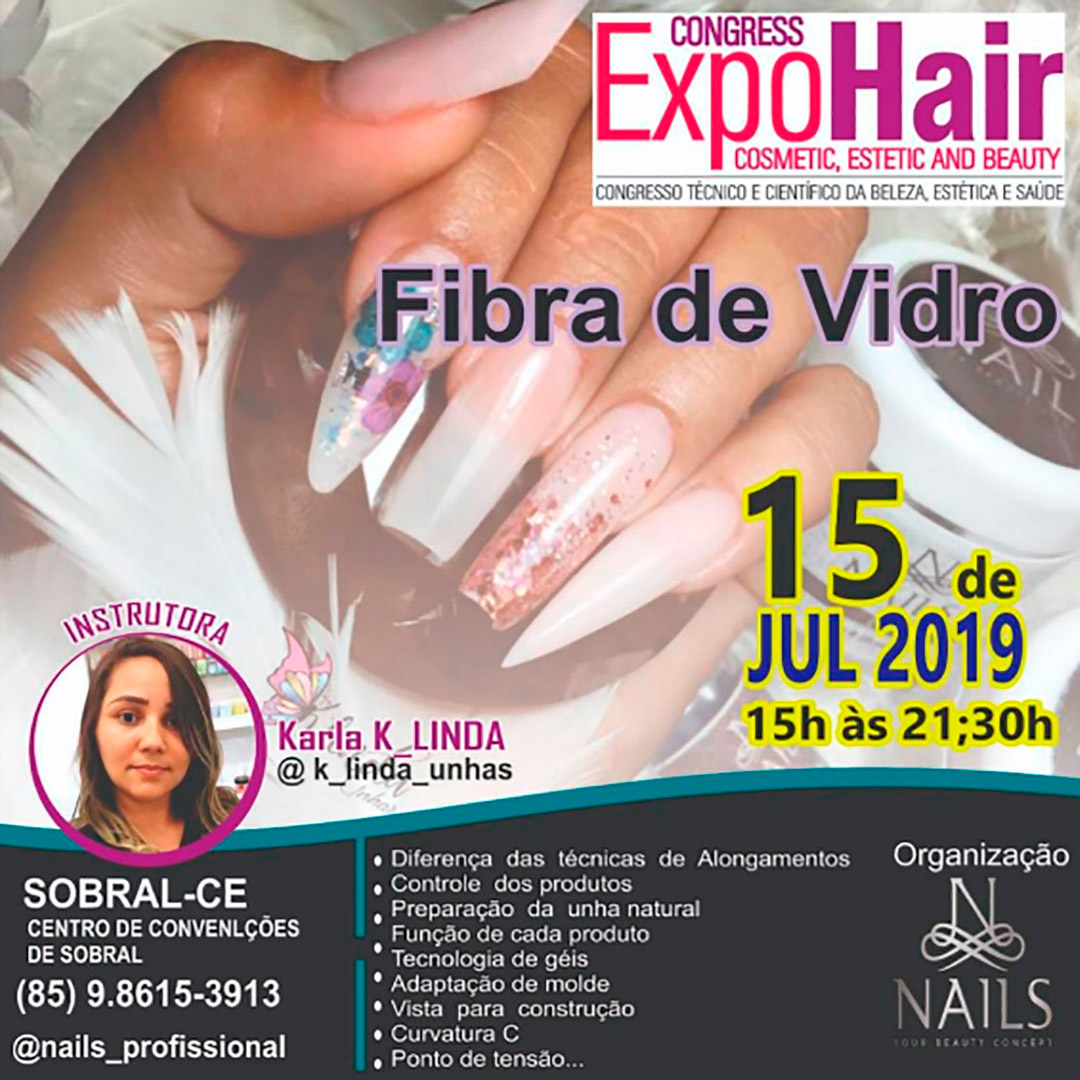 CONGRESS
ExpoHair
COSMETIC, ESTETIC AND BEAUTY
CONGRESSO TÉCNICO E CIENTÍFICO DA BELEZA, ESTÉTICA E SAÚDE
Fibra de Vidro
NAIL
15 de
JUL 2019
15h às 21;30h
INSTRUTORA
Karla K_LINDA
@ k_linda_unhas
SOBRAL-CE
CENTRO DE CONVENLÇÕES
DE SOBRAL
(85) 9.8615-3913
@nails_profissional
• Diferença das técnicas de Alongamentos
• Controle dos produtos
• Preparação da unha natural
• Função de cada produto
• Tecnologia de géis
• Adaptação de molde
• Vista para construção
• Curvatura C
• Ponto de tensão...
Organização
N
NAILS
YOUR BEAUTY CONCEPT